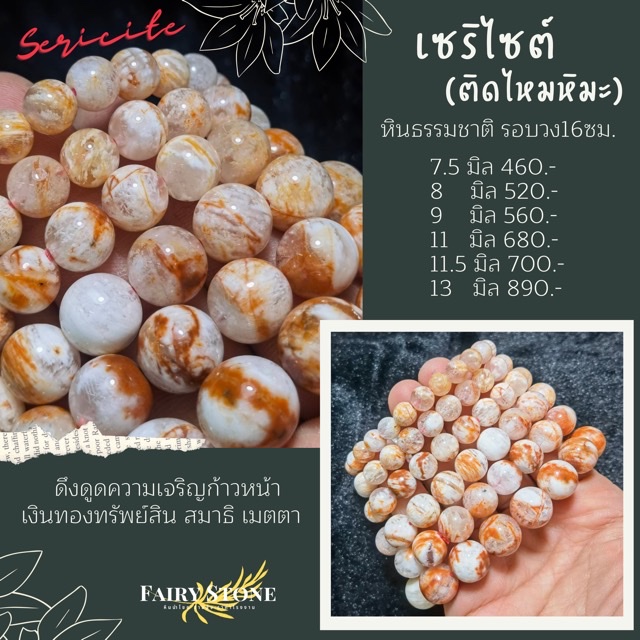 Sericite
เซริไซต์
(ติดไหมหิมะ)
หินธรรมชาติ รอบวง16ซม.
7.5 มิล 460.-
8 มิล 520.-
9 มิล 560.-
11 มิล 680.-
11.5 มิล 700.-
13 มิล 890.-
ดึงดูดความเจริญก้าวหน้า
เงินทองทรัพย์สิน สมาธิ เมตตา
FAIRY STONE